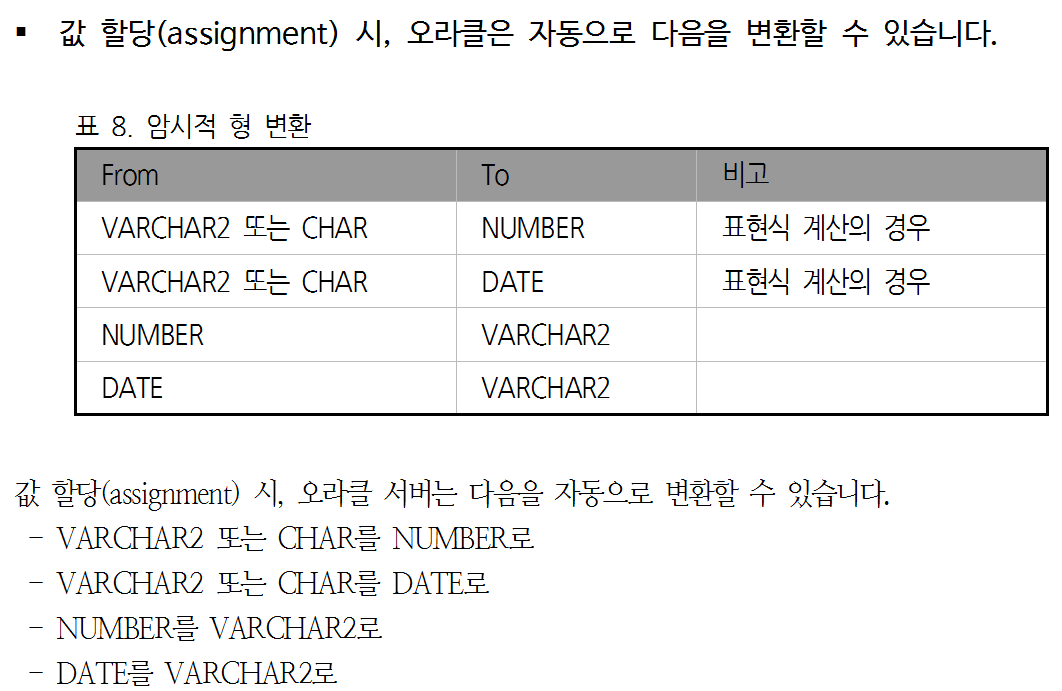 ▪ 값 할당(assignment) 시, 오라클은 자동으로 다음을 변환할 수 있습니다.
표 8. 암시적 형 변환
From To 비고
VARCHAR2 또는 CHAR NUMBER 표현식 계산의 경우
VARCHAR2 또는 CHAR DATE 표현식 계산의 경우
NUMBER VARCHAR2
DATE VARCHAR2
값 할당(assignment) 시, 오라클 서버는 다음을 자동으로 변환할 수 있습니다.
- VARCHAR2 또는 CHAR를 NUMBER로
- VARCHAR2 또는 CHAR를 DATE로
- NUMBER를 VARCHAR2로
- DATE를 VARCHAR2로